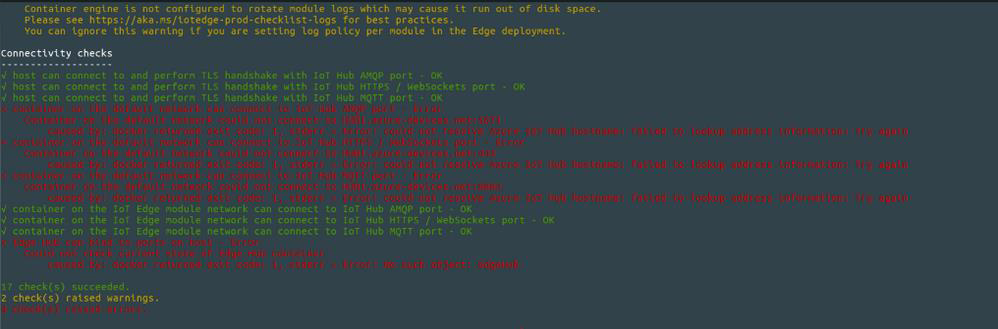 Container engine is not configured to rotate module logs which may cause it run out of disk space.
Please see https://aka.ms/iotedge-prod-checklist-logs for best practices.
You can ignore this warning if you are setting log policy per module in the Edge deployment.
Connectivity checks
-------------------
√ host can connect to and perform TLS handshake with IoT Hub AMQP port - OK
√ host can connect to and perform TLS handshake with IoT Hub HTTPS / WebSockets port - OK
√ host can connect to and perform TLS handshake with IoT Hub MQTT port - OK
× container on the default network can connect to IoT Hub AMQP port - Error
Container on the default network could not connect to .azure-devices.net:5671
caused by: docker returned exit code: 1, stderr = Error: could not resolve Azure IoT Hub hostname: failed to lookup address information: Try again
× container on the default network can connect to IoT Hub HTTPS / WebSockets port - Error
Container on the default network could not connect to .azure-devices.net:443
caused by: docker returned exit code: 1, stderr = Error: could not resolve Azure IoT Hub hostname: failed to lookup address information: Try again
× container on the default network can connect to IoT Hub MQTT port - Error
Container on the default network could not connect to .azure-devices.net:8883
caused by: docker returned exit code: 1, stderr = Error: could not resolve Azure IoT Hub hostname: failed to lookup address information: Try again
√ container on the IoT Edge module network can connect to IoT Hub AMQP port - OK
√ container on the IoT Edge module network can connect to IoT Hub HTTPS / WebSockets port - OK
√ container on the IoT Edge module network can connect to IoT Hub MQTT port - OK
× Edge Hub can bind to ports on host - Error
Could not check current state of Edge Hub container
caused by: docker returned exit code: 1, stderr = Error: No such object: edgeHub
17 check(s) succeeded.
2 check(s) raised warnings.
check(s) raised errors.